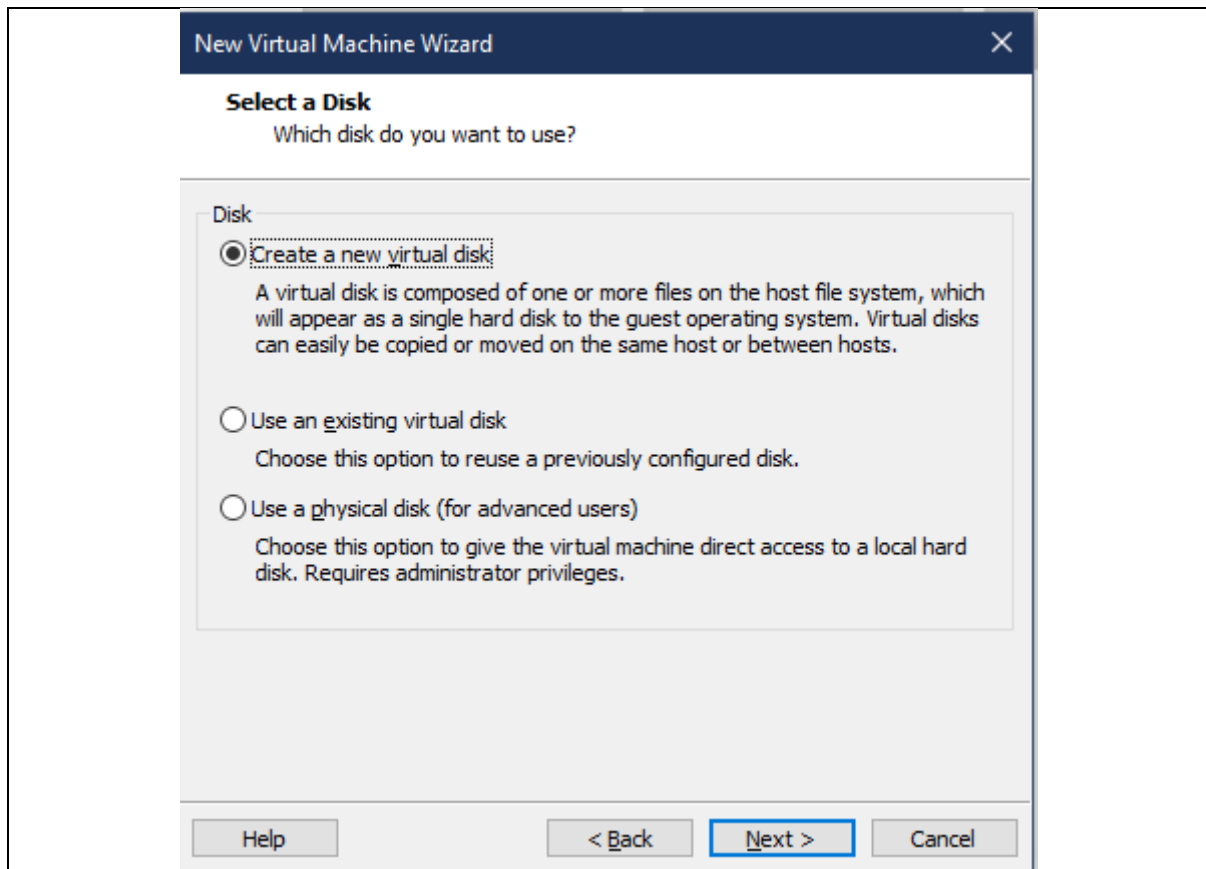 New Virtual Machine Wizard
Select a Disk
Which disk do you want to use?
Disk
Create a new virtual disk
A virtual disk is composed of one or more files on the host file system, which
will appear as a single hard disk to the guest operating system. Virtual disks
can easily be copied or moved on the same host or between hosts.
Use an existing virtual disk
Choose this option to reuse a previously configured disk.
Use a physical disk (for advanced users)
Choose this option to give the virtual machine direct access to a local hard
disk. Requires administrator privileges.
Help < Back Next > Cancel